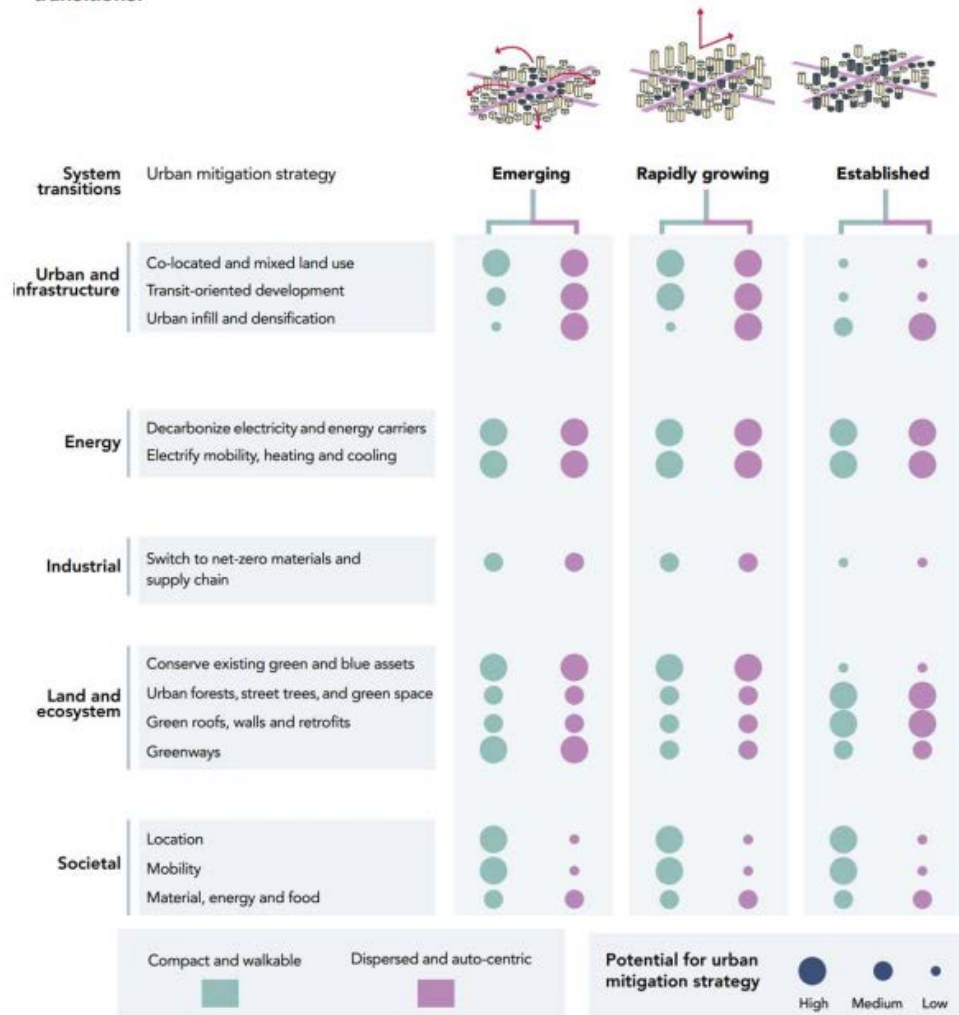 transitions.
System transitions
Urban mitigation strategy
Emerging
Rapidly growing
Established
Urban and infrastructure
Co-located and mixed land use
Transit-oriented development
Urban infill and densification
Energy
Decarbonize electricity and energy carriers
Electrify mobility, heating and cooling
Industrial
Switch to net-zero materials and
supply chain
Land and ecosystem
Conserve existing green and blue assets
Urban forests, street trees, and green space
Green roofs, walls and retrofits
Greenways
Societal
Location
Mobility
Material, energy and food
Compact and walkable
Dispersed and auto-centric
Potential for urban
mitigation strategy
High
Medium
Low